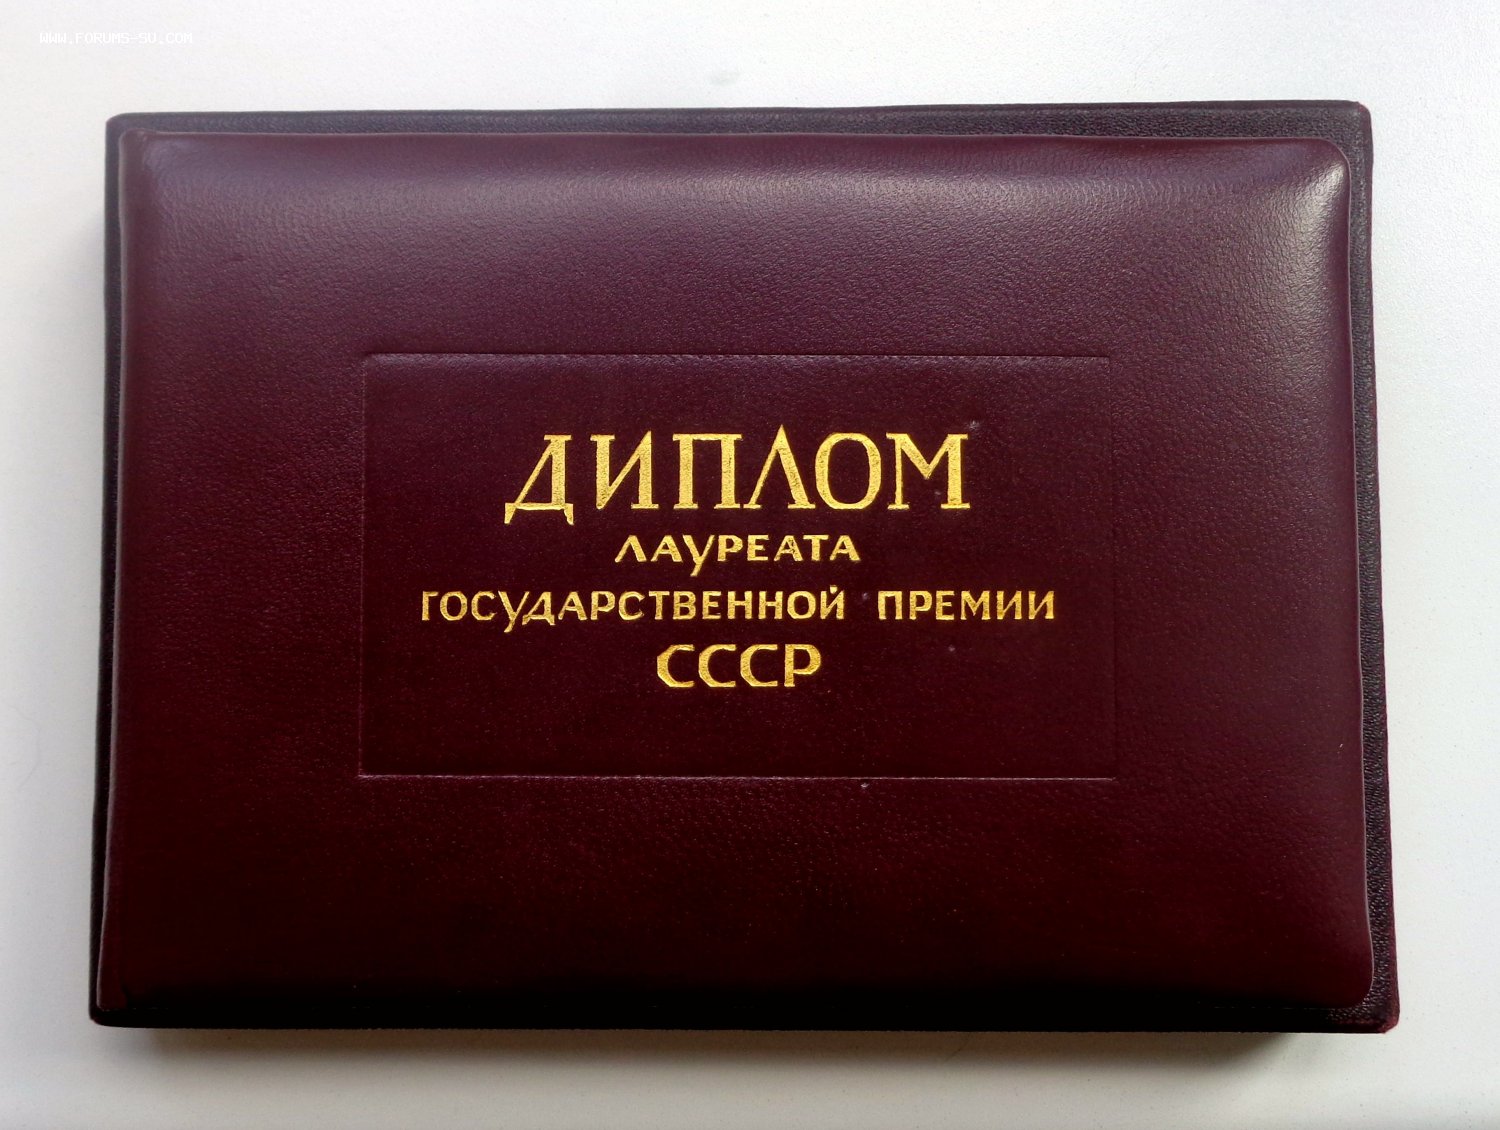 WWW.FORUMS-SU.COM
ДИПЛОМ
ЛАУРЕАТА
ГОСУДАРСТВЕННОЙ ПРЕМИИ
СССР